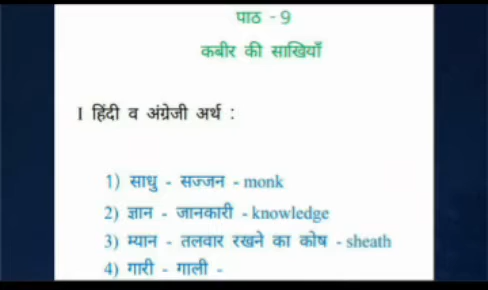 पाठ - 9
कबीर की साखियाँ
I हिंदी व अंग्रेजी अर्थ :
1) साधु - सज्जन - monk
2) ज्ञान - जानकारी - knowledge
3) म्यान - तलवार रखने का कोष - sheath
4) गारी - गाली -